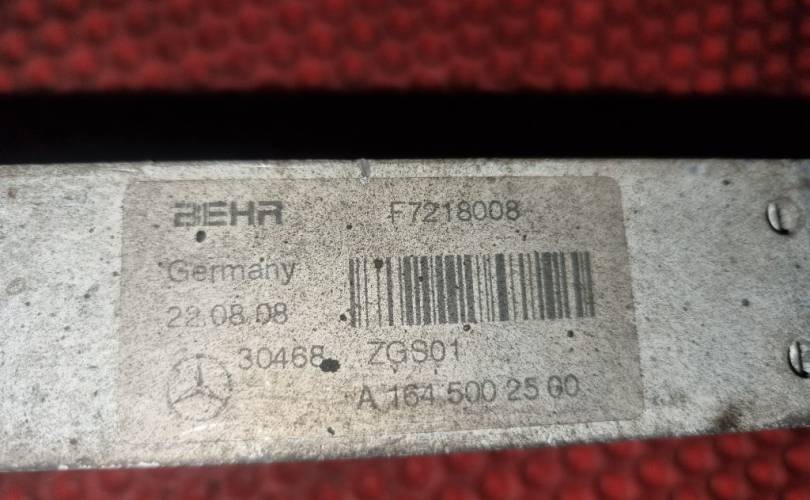 BEHR F7218008
Germany
22.08.08
30468 ZGS01
A 164 500 25 00